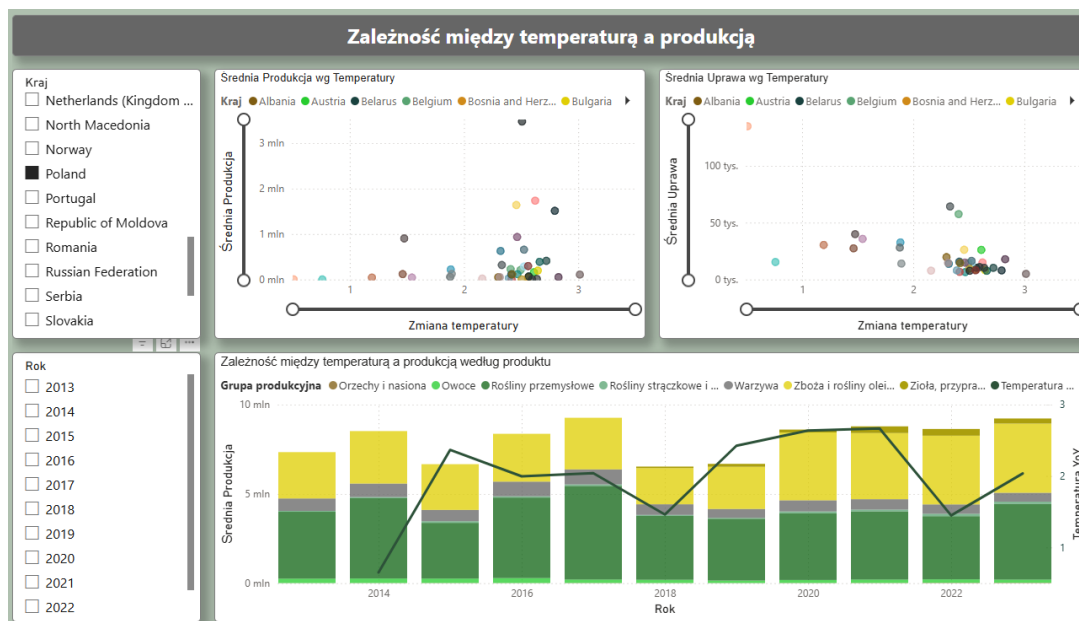 Zależność między temperaturą a produkcją
Kraj
Netherlands (Kingdom ...
North Macedonia
Norway
Poland
Portugal
Republic of Moldova
Romania
Russian Federation
Serbia
Slovakia
Średnia Produkcja wg Temperatury
Kraj Albania Austria Belarus Belgium Bosnia and Herz... Bulgaria
Średnia Produkcja
3 mln
2 mln
1 mln
0 mln
1 2 3
Zmiana temperatury
Średnia Uprawa wg Temperatury
Kraj Albania Austria Belarus Belgium Bosnia and Herz... Bulgaria
Średnia Uprawa
100 tys.
50 tys.
0 tys.
1 2 3
Zmiana temperatury
Rok
2013
2014
2015
2016
2017
2018
2019
2020
2021
2022
Zależność między temperaturą a produkcją według produktu
Grupa produkcyjna Orzechy i nasiona Owoce Rośliny przemysłowe Rośliny strączkowe i ... Warzywa Zboża i rośliny olei... Zioła, przypra... Temperatura ...
Średnia Produkcja
10 mln
5 mln
0 mln
3
2
1
Temperatura YoY
2014 2016 2018 2020 2022
Rok